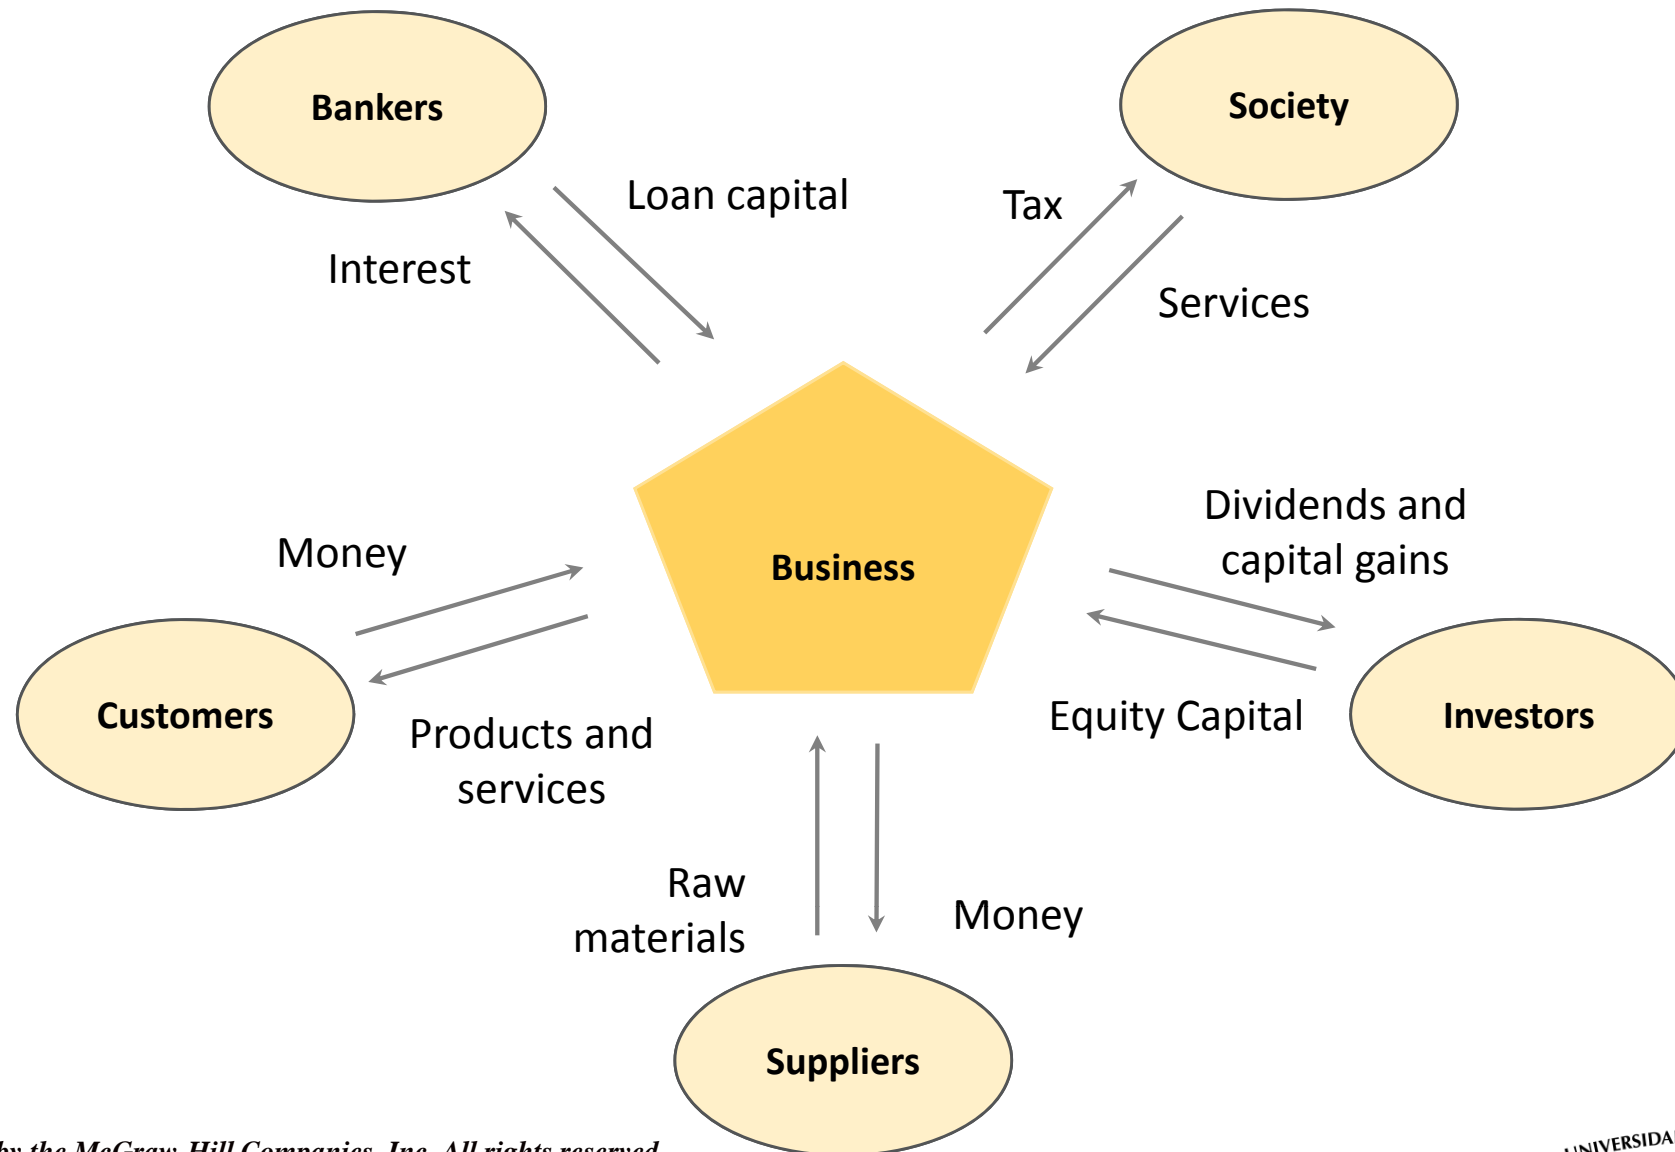 Bankers
Society
Loan capital
Tax
Interest
Services
Dividends and
capital gains
Money
Business
Customers
Products and
services
Equity Capital
Investors
Raw
materials
Money
Suppliers
by the McGraw-Hill Companies, Inc. All rights reserved